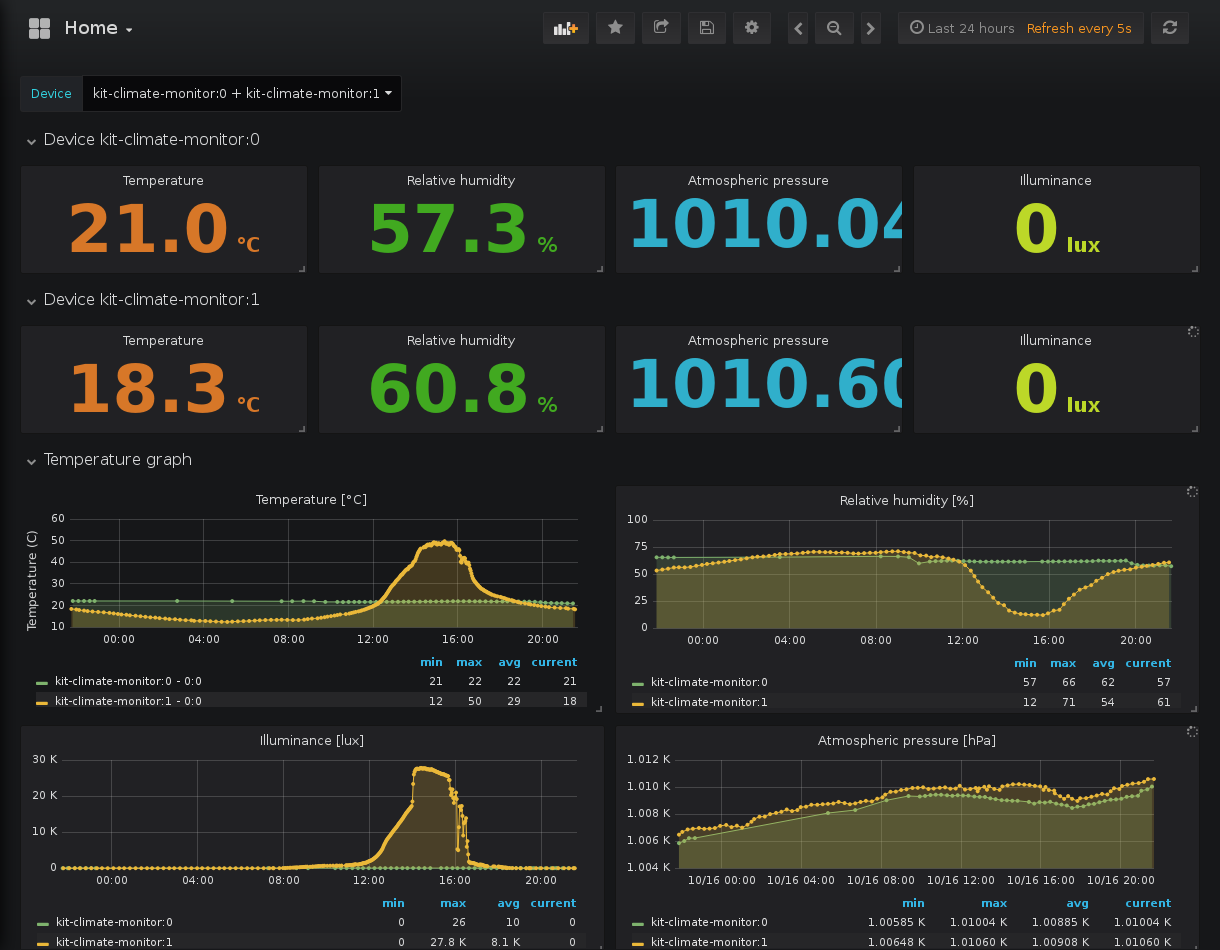 Home
Last 24 hours Refresh every 5s
Device kit-climate-monitor:0 + kit-climate-monitor:1
Device kit-climate-monitor:0
Temperature Relative humidity Atmospheric pressure Illuminance
21.0 °C 57.3 % 1010.04 0 lux
Device kit-climate-monitor:1
Temperature Relative humidity Atmospheric pressure Illuminance
18.3 °C 60.8 % 1010.60 0 lux
Temperature graph
Temperature [°C]
Temperature (C)
60
50
40
30
20
10
00:00 04:00 08:00 12:00 16:00 20:00
min max avg current
kit-climate-monitor:0 - 0:0 21 22 22 21
kit-climate-monitor:1 - 0:0 12 50 29 18
Relative humidity [%]
100
75
50
25
0
00:00 04:00 08:00 12:00 16:00 20:00
min max avg current
kit-climate-monitor:0 57 66 62 57
kit-climate-monitor:1 12 71 54 61
Illuminance [lux]
30 K
20 K
10 K
0
00:00 04:00 08:00 12:00 16:00 20:00
min max avg current
kit-climate-monitor:0 0 26 10 0
kit-climate-monitor:1 0 27.8 K 8.1 K 0
Atmospheric pressure [hPa]
1.012 K
1.010 K
1.008 K
1.006 K
1.004 K
10/16 00:00 10/16 04:00 10/16 08:00 10/16 12:00 10/16 16:00 10/16 20:00
min max avg current
kit-climate-monitor:0 1.00585 K 1.01004 K 1.00885 K 1.01004 K
kit-climate-monitor:1 1.00648 K 1.01060 K 1.00908 K 1.01060 K